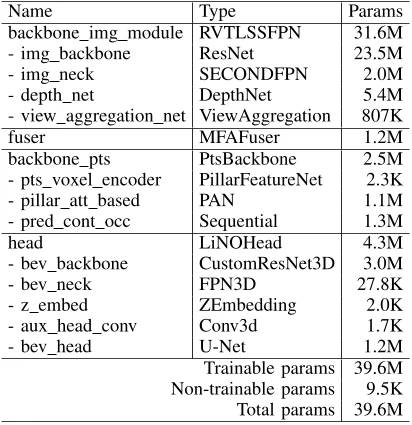 Name Type Params
backbone_img_module RVTLSSFPN 31.6M
- img_backbone ResNet 23.5M
- img_neck SECONDFPN 2.0M
- depth_net DepthNet 5.4M
- view_aggregation_net ViewAggregation 807K
fuser MFAFuser 1.2M
backbone_pts PtsBackbone 2.5M
- pts_voxel_encoder PillarFeatureNet 2.3K
- pillar_att_based PAN 1.1M
- pred_cont_occ Sequential 1.3M
head LiNOHead 4.3M
- bev_backbone CustomResNet3D 3.0M
- bev_neck FPN3D 27.8K
- z_embed ZEmbedding 2.0K
- aux_head_conv Conv3d 1.7K
- bev_head U-Net 1.2M
Trainable params 39.6M
Non-trainable params 9.5K
Total params 39.6M